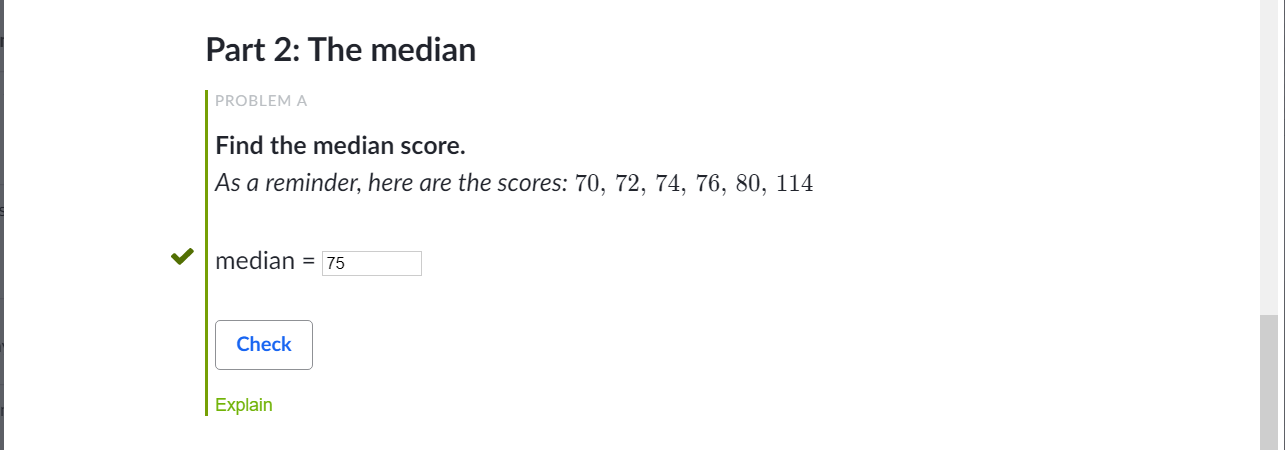 Part 2: The median
PROBLEM A
Find the median score.
As a reminder, here are the scores: 70, 72, 74, 76, 80, 114
median = 75
Check
Explain